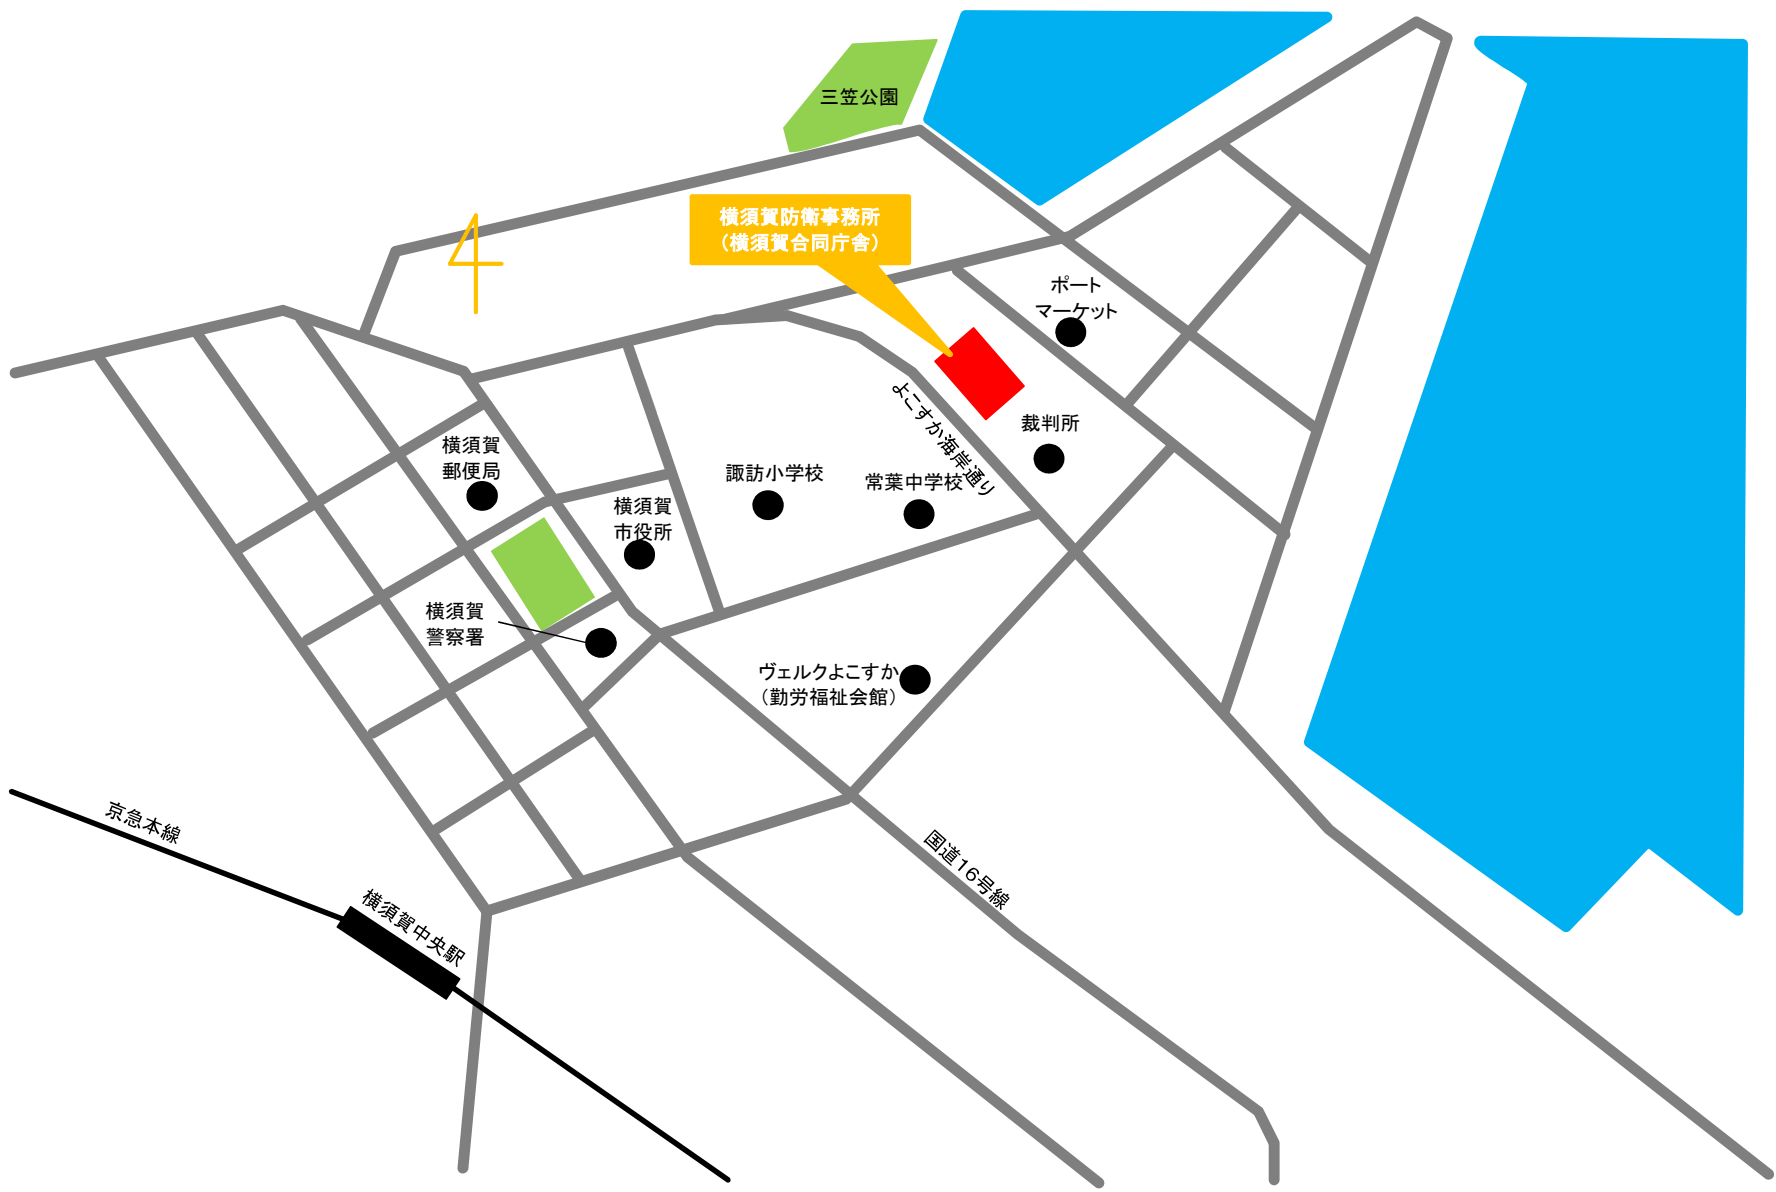 三笠公園
4
横須賀防衛事務所
（横須賀合同庁舎）
ポート
マーケット
よこすか海岸通り
裁判所
横須賀
郵便局
諏訪小学校
常葉中学校
横須賀
市役所
横須賀
警察署
ヴェルクよこすか
（勤労福祉会館）
京急本線
横須賀中央駅
国道16号線